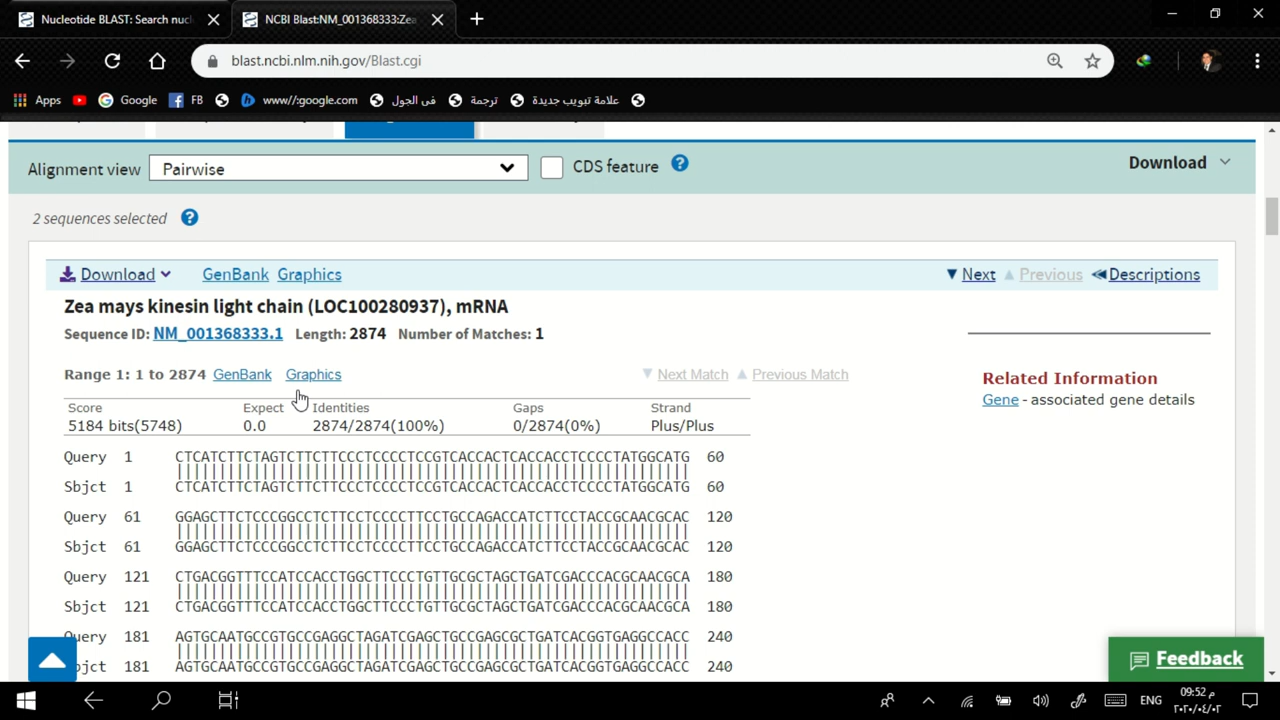 Nucleotide BLAST: Search nucl
NCBI Blast:NM_001368333:Zea
blast.ncbi.nlm.nih.gov/Blast.cgi
Apps Google FB www//:google.com فى الجول ترجمة علامة تبويب جديدة
Alignment view Pairwise CDS feature ? Download
2 sequences selected ?
Download GenBank Graphics Next Previous Descriptions
Zea mays kinesin light chain (LOC100280937), mRNA
Sequence ID: NM_001368333.1 Length: 2874 Number of Matches: 1
Range 1: 1 to 2874 GenBank Graphics Next Match Previous Match
Related Information
Gene - associated gene details
Score Expect Identities Gaps Strand
5184 bits(5748) 0.0 2874/2874(100%) 0/2874(0%) Plus/Plus
Query 1 CTCATCTTCTAGTCTTCTTCCCTCCCCTCCGTCACCACTCACCACCTCCCCTATGGCATG 60
Sbjct 1 CTCATCTTCTAGTCTTCTTCCCTCCCCTCCGTCACCACTCACCACCTCCCCTATGGCATG 60
Query 61 GGAGCTTCTCCCGGCCTCTTCCTCCCCTTCCTGCCAGACCATCTTCCTACCGCAACGCAC 120
Sbjct 61 GGAGCTTCTCCCGGCCTCTTCCTCCCCTTCCTGCCAGACCATCTTCCTACCGCAACGCAC 120
Query 121 CTGACGGTTTCCATCCACCTGGCTTCCCTGTTGCGCTAGCTGATCGACCCACGCAACGCA 180
Sbjct 121 CTGACGGTTTCCATCCACCTGGCTTCCCTGTTGCGCTAGCTGATCGACCCACGCAACGCA 180
Query 181 AGTGCAATGCCGTGCCGAGGCTAGATCGAGCTGCCGAGCGCTGATCACGGTGAGGCCACC 240
bjct 181 AGTGCAATGCCGTGCCGAGGCTAGATCGAGCTGCCGAGCGCTGATCACGGTGAGGCCACC 240
Feedback
ENG
09:52 م
٢٠٢٠/٠٤/٠٢